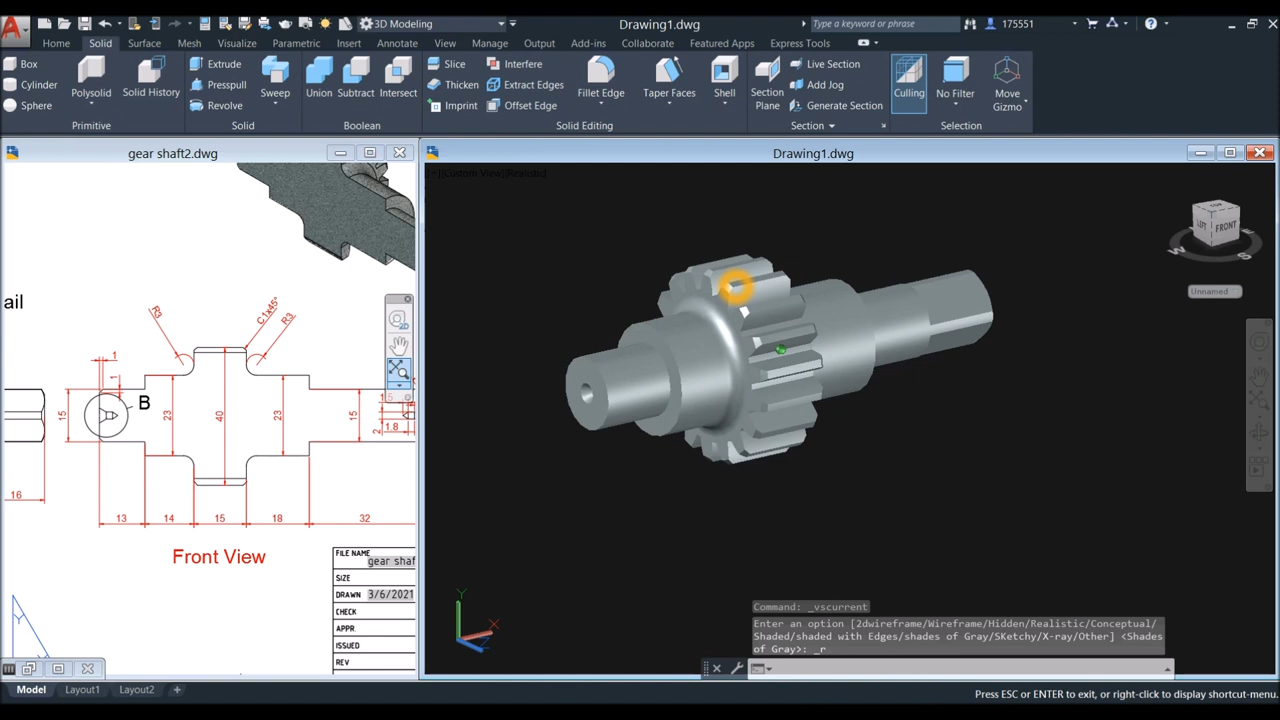 3D Modeling
Drawing1.dwg
Type a keyword or phrase
175551
Home Solid Surface Mesh Visualize Parametric Insert Annotate View Manage Output Add-ins Collaborate Featured Apps Express Tools
Box
Cylinder
Sphere
Polysolid
Solid History
Primitive
Extrude
Presspull
Revolve
Sweep
Solid
Union
Subtract
Intersect
Boolean
Slice
Thicken
Imprint
Interfere
Extract Edges
Offset Edge
Fillet Edge
Taper Faces
Shell
Solid Editing
Section Plane
Live Section
Add Jog
Generate Section
Section
Culling
No Filter
Move Gizmo
Selection
gear shaft2.dwg
Drawing1.dwg
[−][Custom View][Realistic]
LEFT FRONT
W
S
Unnamed
ail
R3
C1x45°
R3
1
1
B
15
23
40
23
15
1.5
2
1.8
16
13
14
15
18
32
Front View
FILE NAME
gear shaf
SIZE
DRAWN 3/6/2021
CHECK
APPR.
ISSUED
REV
Y
Y
X
Z
Command: _vscurrent
Enter an option [2dwireframe/Wireframe/Hidden/Realistic/Conceptual/
Shaded/shaded with Edges/shades of Gray/SKetchy/X-ray/Other] <Shades
of Gray>: _r
Model Layout1 Layout2 +
Press ESC or ENTER to exit, or right-click to display shortcut-menu.